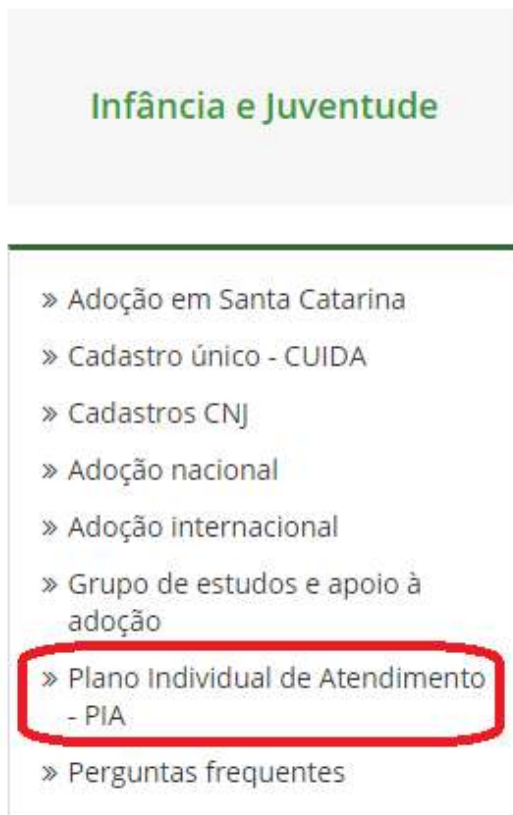 Infância e Juventude
» Adoção em Santa Catarina
» Cadastro único - CUIDA
» Cadastros CNJ
» Adoção nacional
» Adoção internacional
» Grupo de estudos e apoio à
adoção
» Plano Individual de Atendimento
- PIA
» Perguntas frequentes